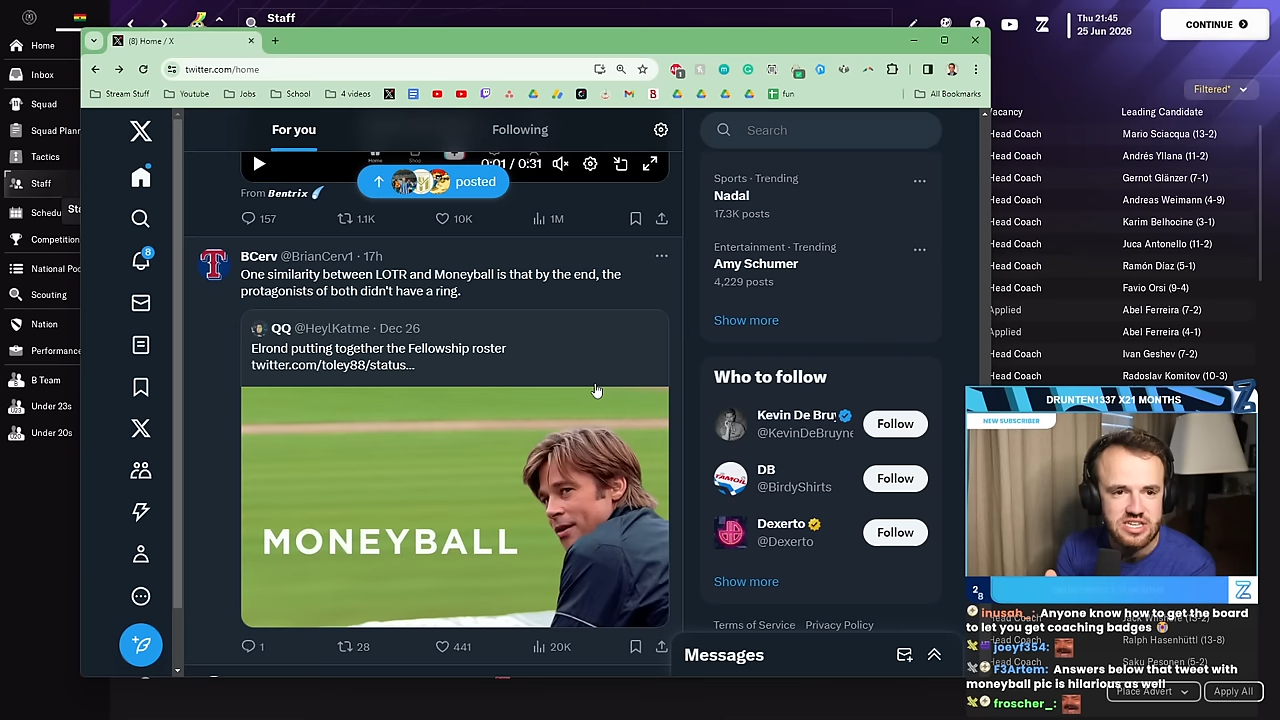 Staff
Thu 21:45
25 Jun 2026
CONTINUE
Home
Inbox
Squad
Squad Plann
Tactics
Staff
Schedu
Competition
National Poo
Scouting
Nation
Performance
B Team
Under 23s
Under 20s
(8) Home / X
twitter.com/home
Stream Stuff
Youtube
Jobs
School
4 videos
fun
All Bookmarks
For you
Following
0:01 / 0:31
From Bentrix
posted
157
1.1K
10K
1M
BCerv @BrianCerv1 · 17h
One similarity between LOTR and Moneyball is that by the end, the
protagonists of both didn't have a ring.
QQ @HeylKatme · Dec 26
Elrond putting together the Fellowship roster
twitter.com/toley88/status...
MONEYBALL
1
28
441
20K
8
Search
Sports · Trending
Nadal
17.3K posts
Entertainment · Trending
Amy Schumer
4,229 posts
Show more
Who to follow
Kevin De Bruy
@KevinDeBruyne
Follow
DB
@BirdyShirts
Follow
Dexerto
@Dexerto
Follow
Show more
Terms of Service
Privacy Policy
Messages
Filtered*
Vacancy
Leading Candidate
Head Coach
Mario Sciacqua (13-2)
Head Coach
Andrés Yllana (11-2)
Head Coach
Gernot Glänzer (7-1)
Head Coach
Andreas Weimann (4-9)
Head Coach
Karim Belhocine (3-1)
Head Coach
Juca Antonello (11-2)
Head Coach
Ramón Díaz (5-1)
Head Coach
Favio Orsi (9-4)
Applied
Abel Ferreira (7-2)
Applied
Abel Ferreira (4-1)
Head Coach
Ivan Geshev (7-2)
Head Coach
Radoslav Komitov (10-3)
DRUNTEN1337 X21 MONTHS
NEW SUBSCRIBER
28
inusah_: Anyone know how to get the board
to let you get coaching badges
joeyf354:
Ralph Hasenhüttl (13-8)
Saku Pesonen (5-2)
F3Artem: Answers below that tweet with
moneyball pic is hilarious as well
froscher_:
Place Advert
Apply All